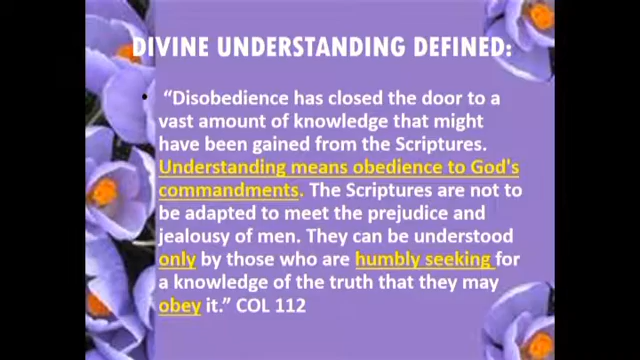 DIVINE UNDERSTANDING DEFINED:
• “Disobedience has closed the door to a
vast amount of knowledge that might
have been gained from the Scriptures.
Understanding means obedience to God's
commandments. The Scriptures are not to
be adapted to meet the prejudice and
jealousy of men. They can be understood
only by those who are humbly seeking for
a knowledge of the truth that they may
obey it.” COL 112